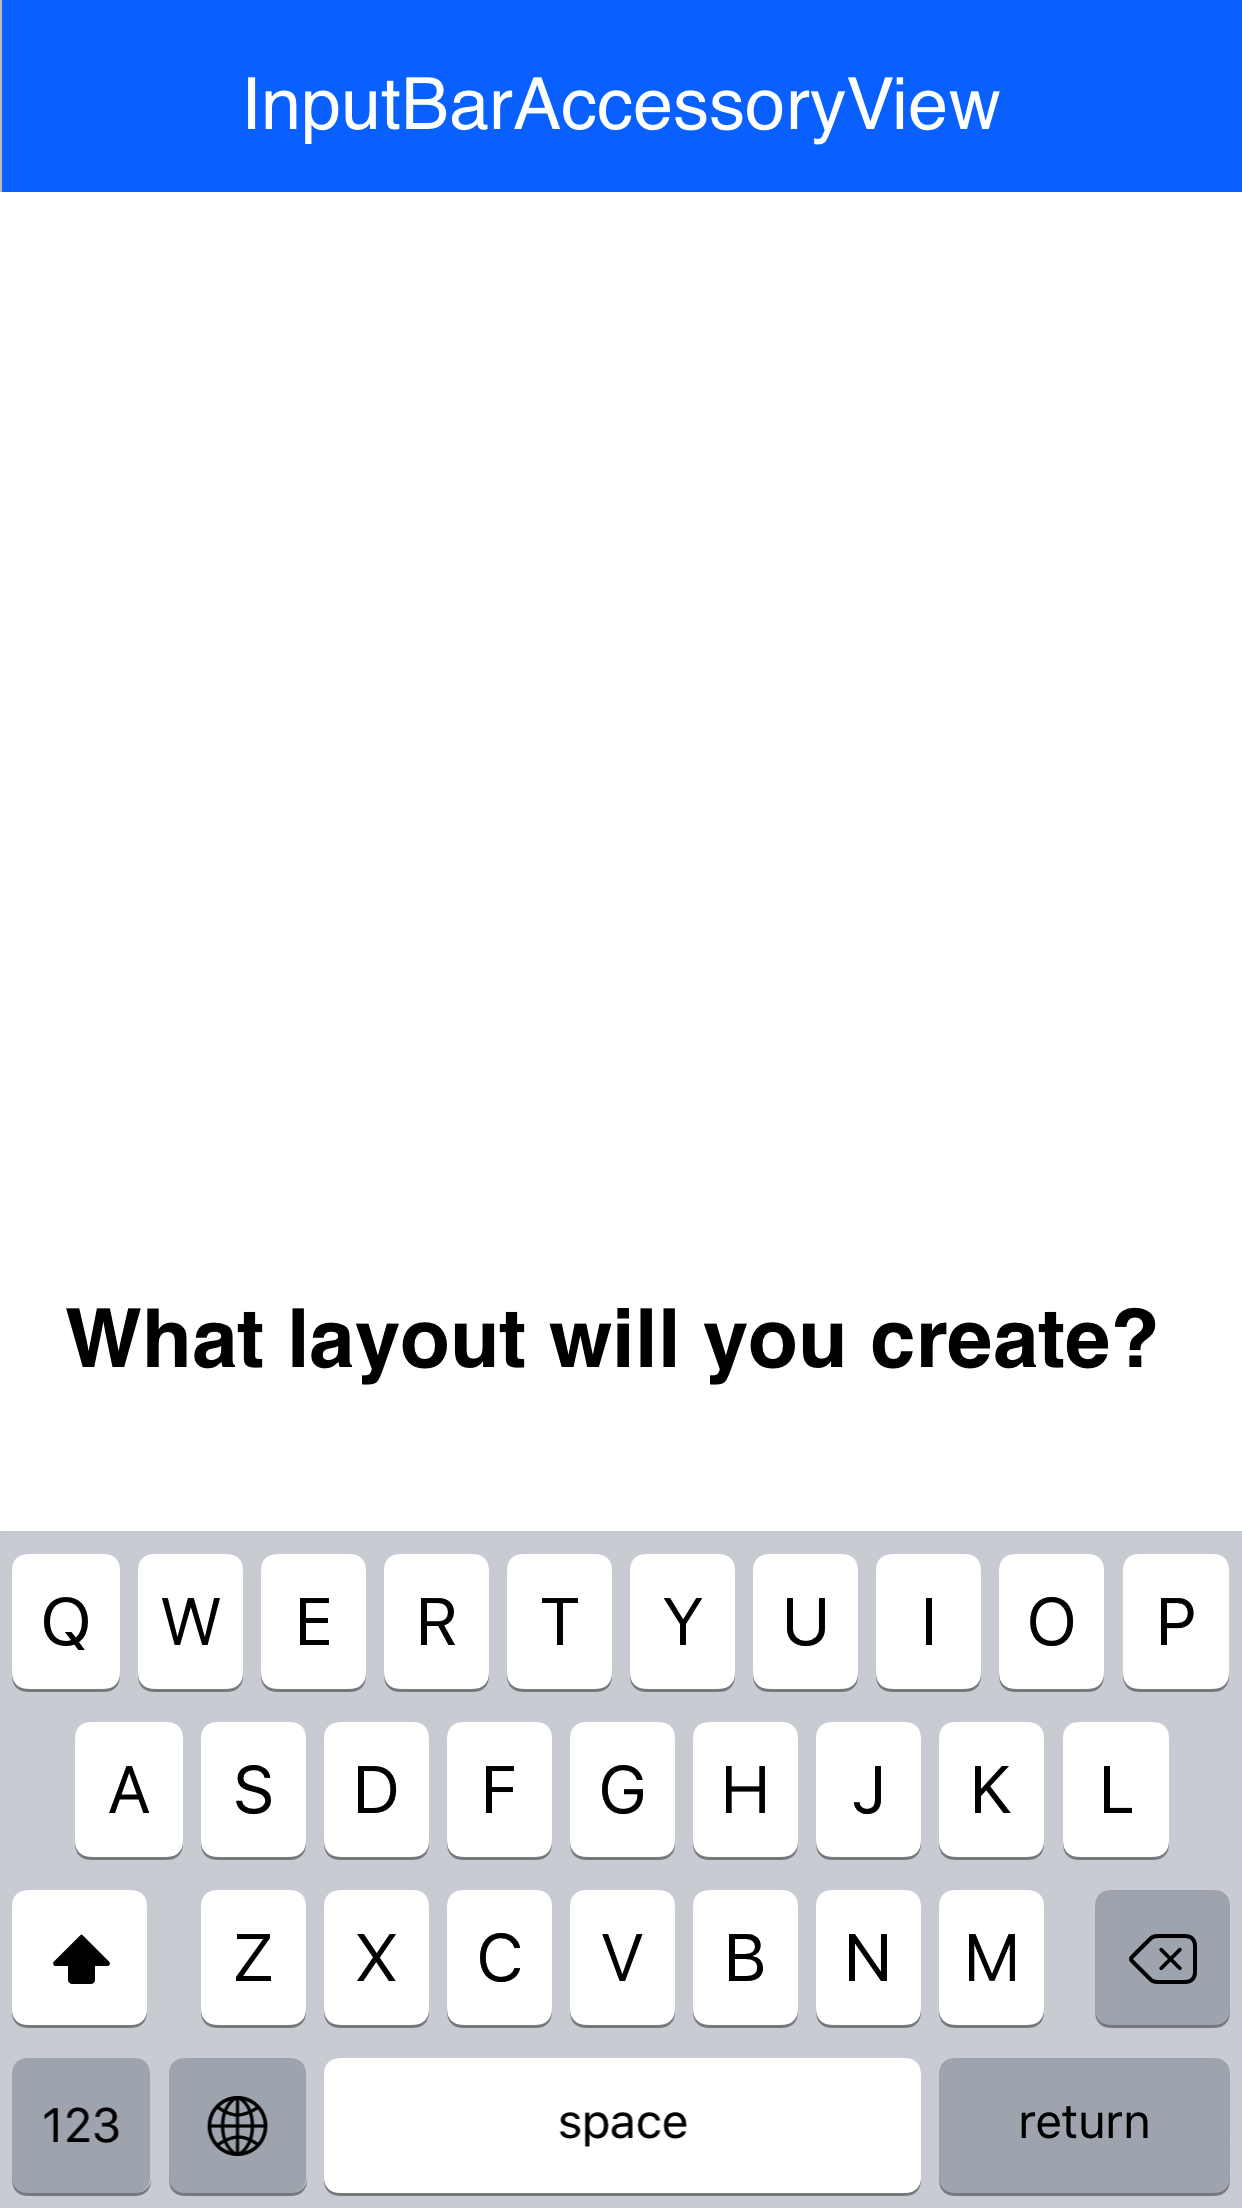 InputBarAccessoryView
What layout will you create?
Q W E R T Y U I O P
A S D F G H J K L
Z X C V B N M
123 space return